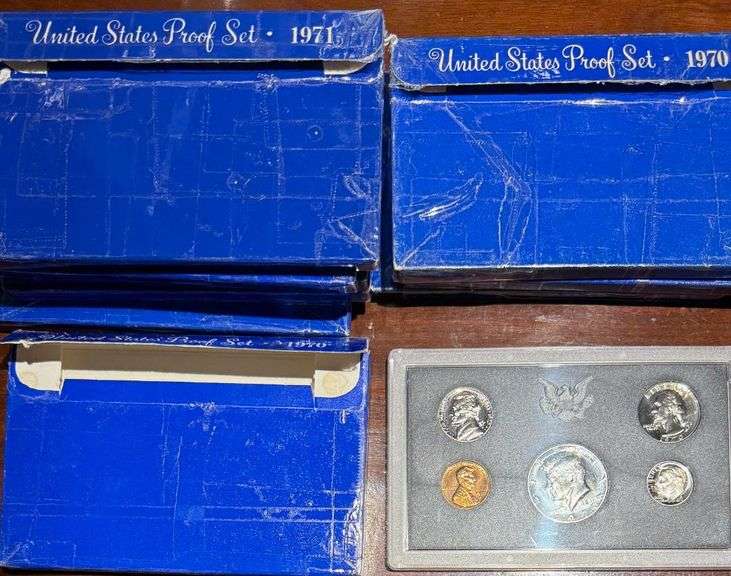 United States Proof Set • 1971
United States Proof Set • 1970
United States Proof Set • 1970